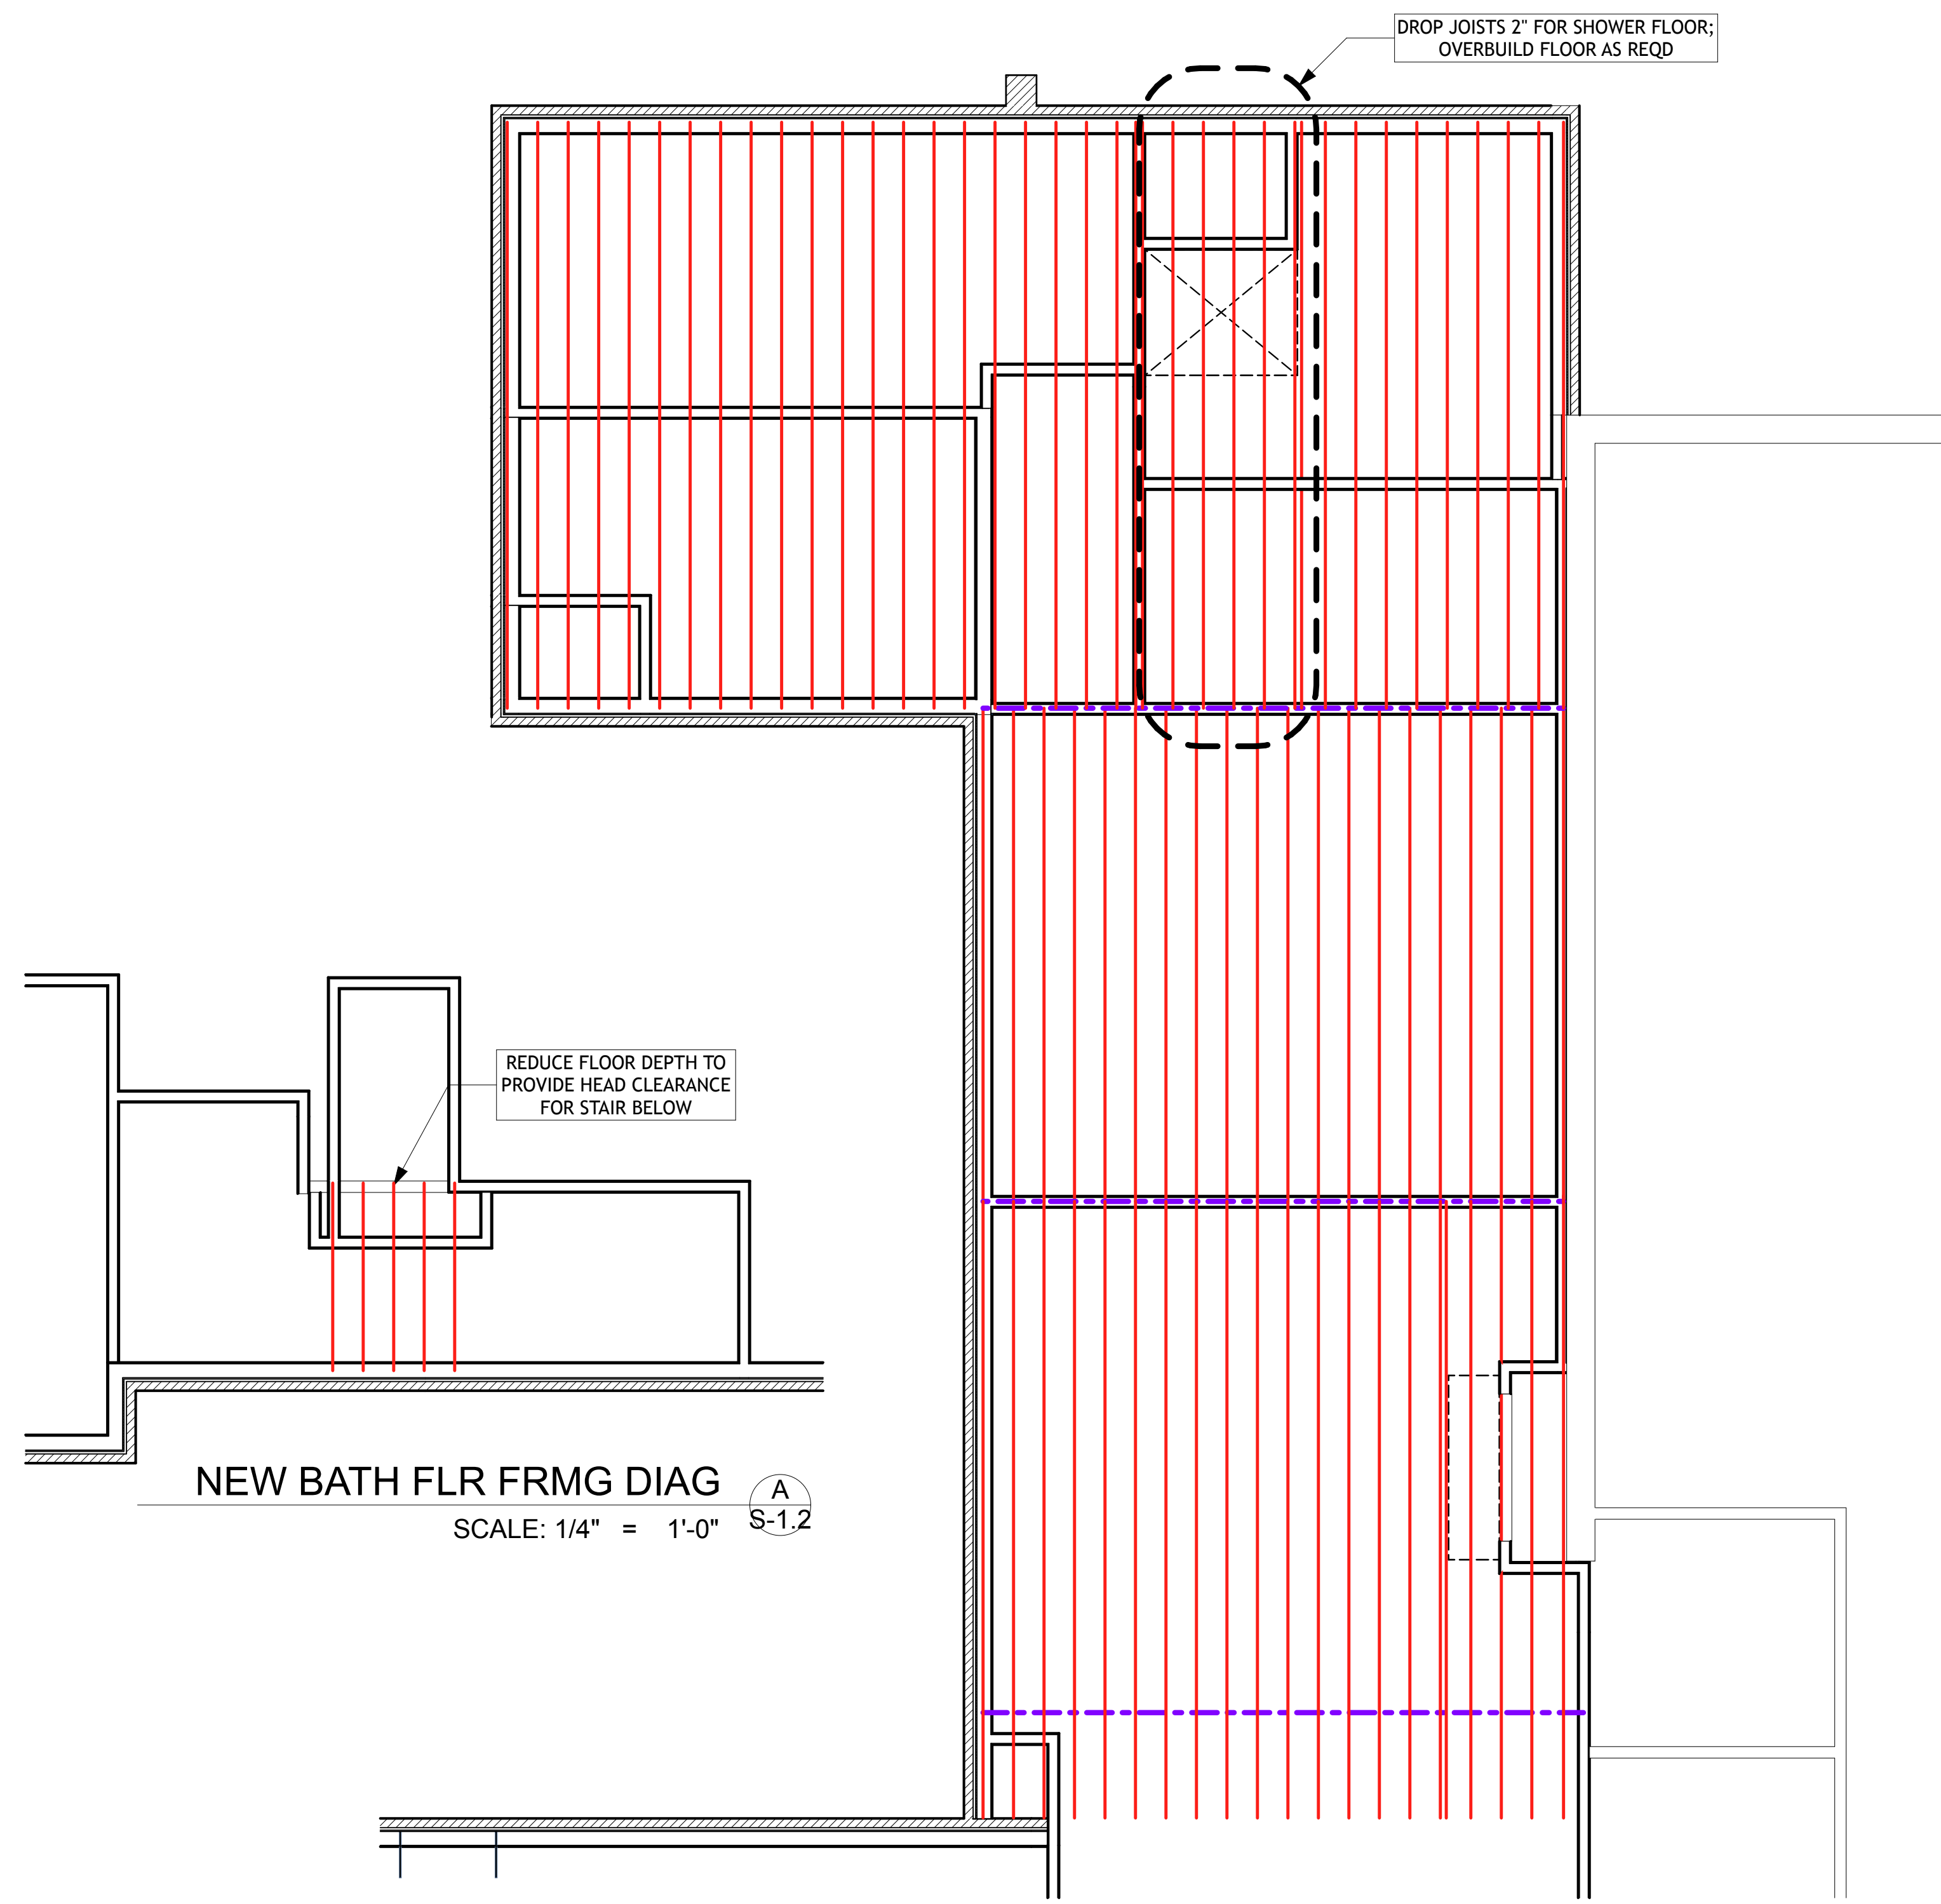 DROP JOISTS 2" FOR SHOWER FLOOR;
OVERBUILD FLOOR AS REQD
REDUCE FLOOR DEPTH TO
PROVIDE HEAD CLEARANCE
FOR STAIR BELOW
NEW BATH FLR FRMG DIAG
A
S-1.2
SCALE: 1/4" = 1'-0"